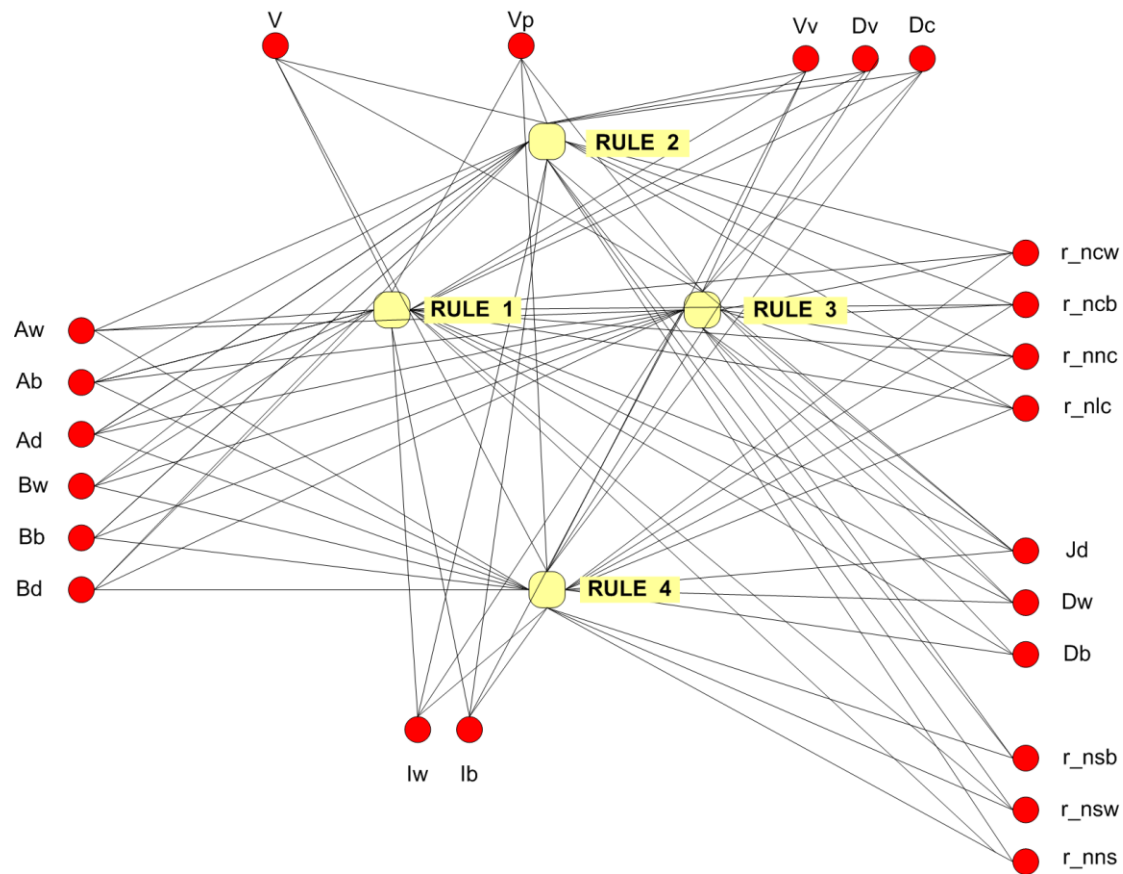 V
Vp
Vv
Dv
Dc
RULE 2
r_ncw
r_ncb
RULE 1
RULE 3
Aw
r_nnc
Ab
r_nlc
Ad
Bw
Bb
Jd
Bd
RULE 4
Dw
Db
r_nsb
Iw
Ib
r_nsw
r_nns